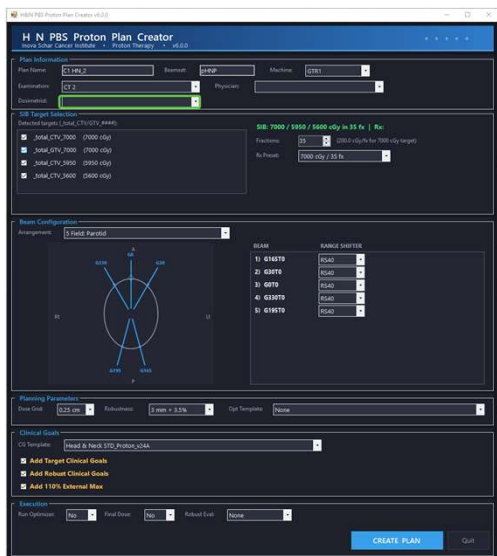 H&N PBS Proton Plan Creator v6.0.0
H N PBS Proton Plan Creator
Inova Schar Cancer Institute • Proton Therapy • v6.0.0
Plan Information
Plan Name: C1 HN_2 Beamset: pHNP Machine: GTR1
Examination: CT 2 Physician:
Dosimetrist:
SIB Target Selection
Detected targets (_total_CTV/GTV_####):
_total_CTV_7000 (7000 cGy)
_total_GTV_7000 (7000 cGy)
_total_CTV_5950 (5950 cGy)
_total_CTV_5600 (5600 cGy)
SIB: 7000 / 5950 / 5600 cGy in 35 fx | Rx:
Fractions: 35 (200.0 cGy/fx for 7000 cGy target)
Rx Preset: 7000 cGy / 35 fx
Beam Configuration
Arrangement: 5 Field: Parotid
A
G0
G330 G30
Rt Lt
G195 G165
P
BEAM RANGE SHIFTER
1) G165T0 RS40
2) G30T0 RS40
3) G0T0 RS40
4) G330T0 RS40
5) G195T0 RS40
Planning Parameters
Dose Grid: 0.25 cm Robustness: 3 mm + 3.5% Opt Template: None
Clinical Goals
CG Template: Head & Neck STD_Proton_v24A
Add Target Clinical Goals
Add Robust Clinical Goals
Add 110% External Max
Execution
Run Optimizer: No Final Dose: No Robust Eval: None
CREATE PLAN Quit